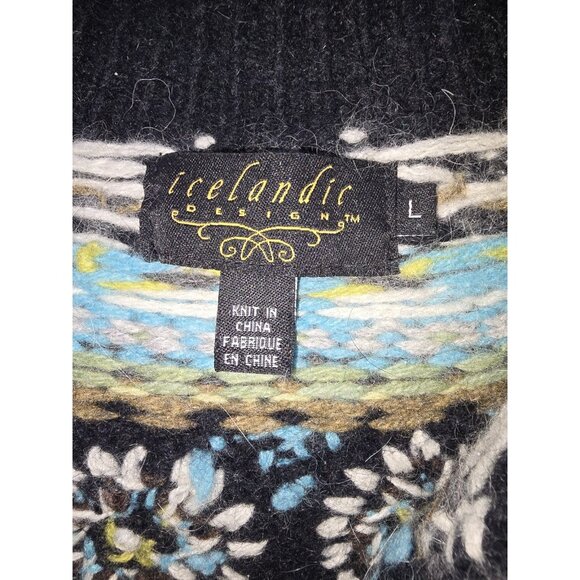 icelandic
DESIGN™
L
KNIT IN
CHINA
FABRIQUE
EN CHINE